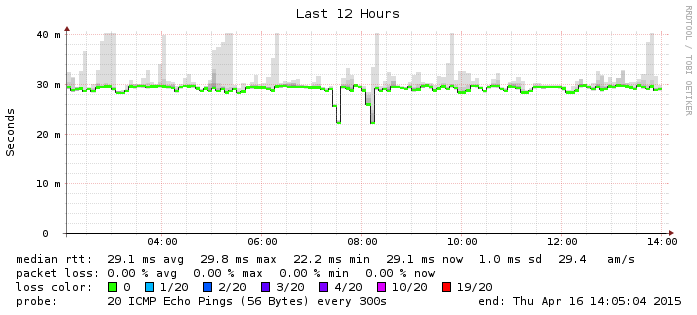 Last 12 Hours
RRDTOOL / TOBI OETIKER
Seconds
40 m
30 m
20 m
10 m
0
04:00 06:00 08:00 10:00 12:00 14:00
median rtt: 29.1 ms avg 29.8 ms max 22.2 ms min 29.1 ms now 1.0 ms sd 29.4 am/s
packet loss: 0.00 % avg 0.00 % max 0.00 % min 0.00 % now
loss color: 0 1/20 2/20 3/20 4/20 10/20 19/20
probe: 20 ICMP Echo Pings (56 Bytes) every 300s end: Thu Apr 16 14:05:04 2015